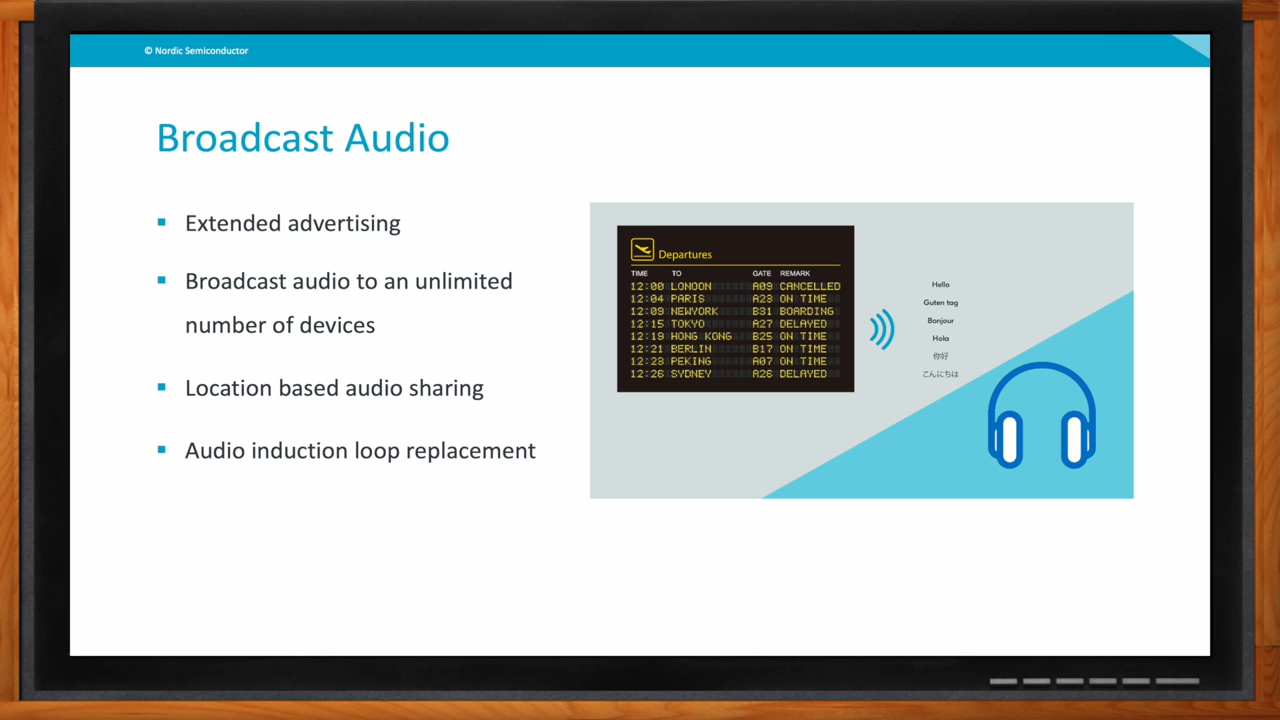 © Nordic Semiconductor
Broadcast Audio
Extended advertising
Broadcast audio to an unlimited
number of devices
Location based audio sharing
Audio induction loop replacement
Departures
TIME TO GATE REMARK
12:00 LONDON A09 CANCELLED
12:04 PARIS A23 ON TIME
12:09 NEWYORK B31 BOARDING
12:15 TOKYO A27 DELAYED
12:19 HONG KONG B25 ON TIME
12:21 BERLIN B17 ON TIME
12:23 PEKING A07 ON TIME
12:26 SYDNEY A26 DELAYED
Hello
Guten tag
Bonjour
Hola
你好
こんにちは